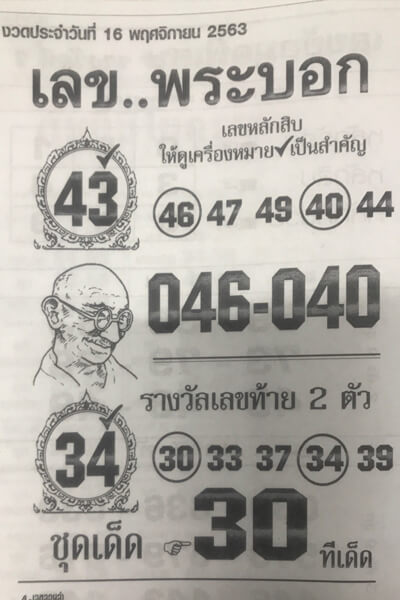 งวดประจำวันที่ 16 พฤศจิกายน 2563
เลข..พระบอก
เลขหลักสิบ
ให้ดูเครื่องหมาย✓เป็นสำคัญ
43
46 47 49 40 44
046-040
รางวัลเลขท้าย 2 ตัว
34
30 33 37 34 39
ชุดเด็ด ☞30 ทีเด็ด